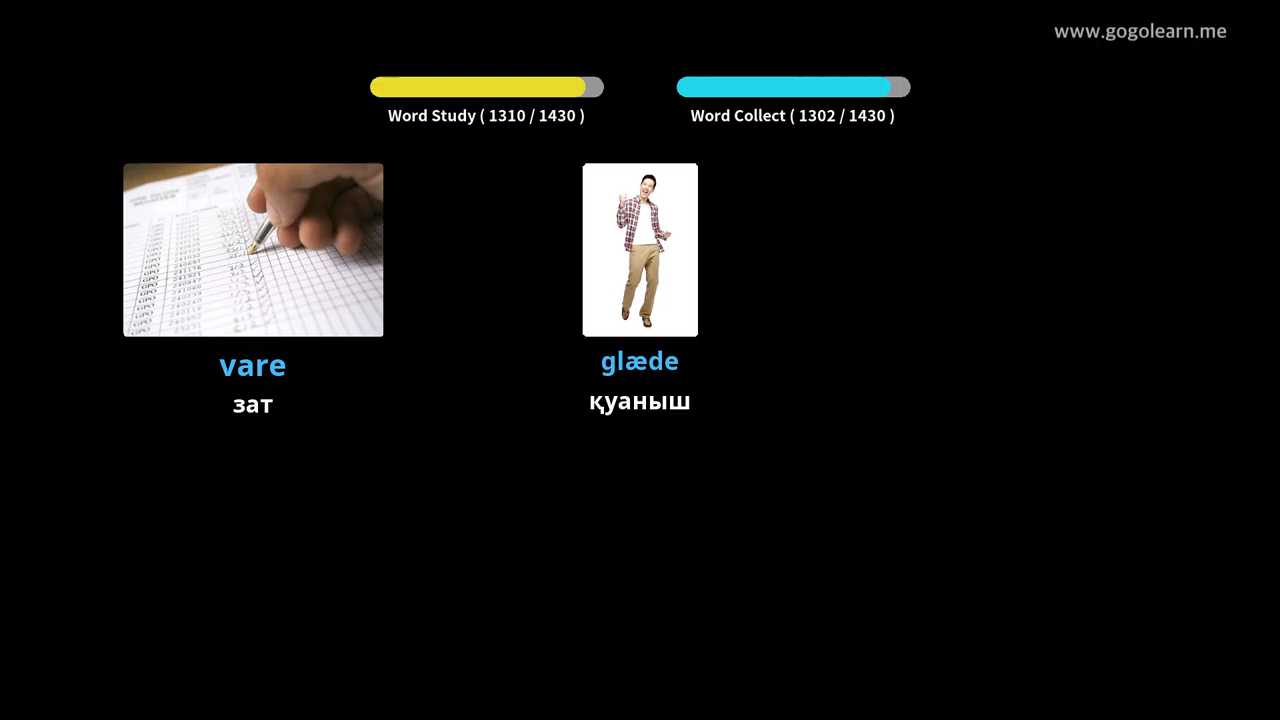 www.gogolearn.me
Word Study ( 1310 / 1430 )
Word Collect ( 1302 / 1430 )
vare
зат
glæde
қуаныш